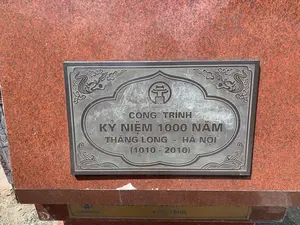 CÔNG TRÌNH
KỶ NIỆM 1000 NĂM
THĂNG LONG - HÀ NỘI
(1010 - 2010)